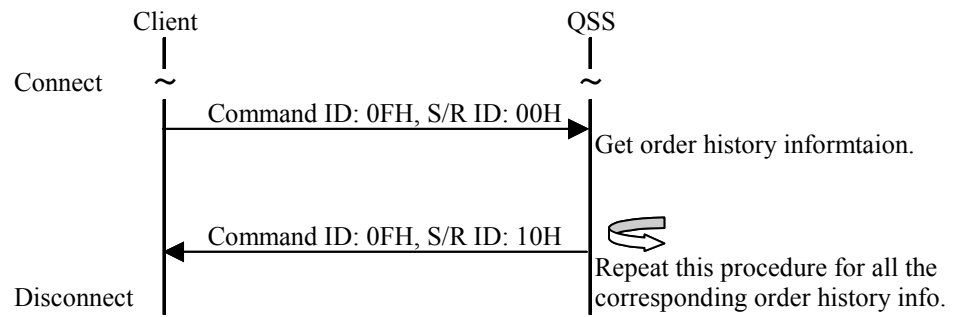 Client
QSS
Connect
~
~
Command ID: 0FH, S/R ID: 00H
Get order history informtaion.
Command ID: 0FH, S/R ID: 10H
Repeat this procedure for all the
Disconnect
corresponding order history info.